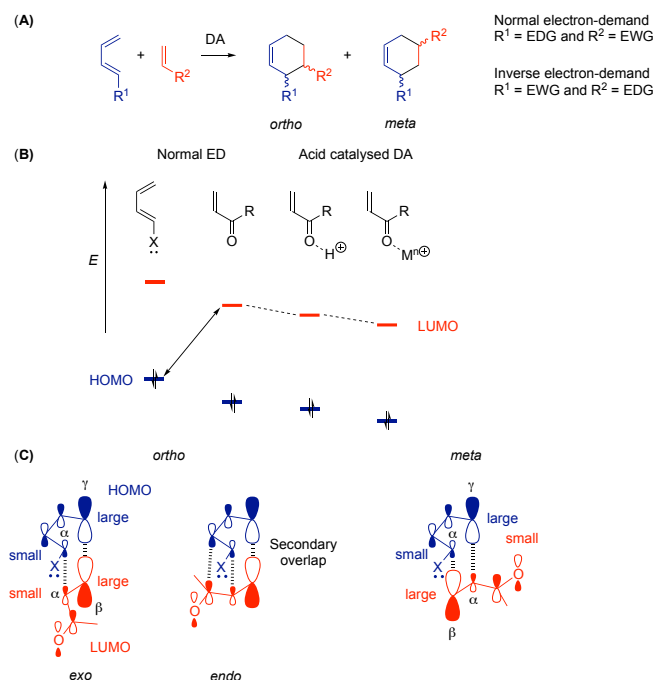 (A)
DA
Normal electron-demand
R¹ = EDG and R² = EWG
+
+
R²
R¹
R²
R¹
R²
R¹
Inverse electron-demand
R¹ = EWG and R² = EDG
ortho
meta
(B)
Normal ED
Acid catalysed DA
R
R
R
X
O
O
H⊕
O
Mⁿ⊕
E
LUMO
HOMO
ortho
meta
(C)
γ
HOMO
γ
α
large
large
small
small
Secondary
overlap
small
X
X
X
O
large
small
α
large
α
β
O
O
β
LUMO
exo
endo